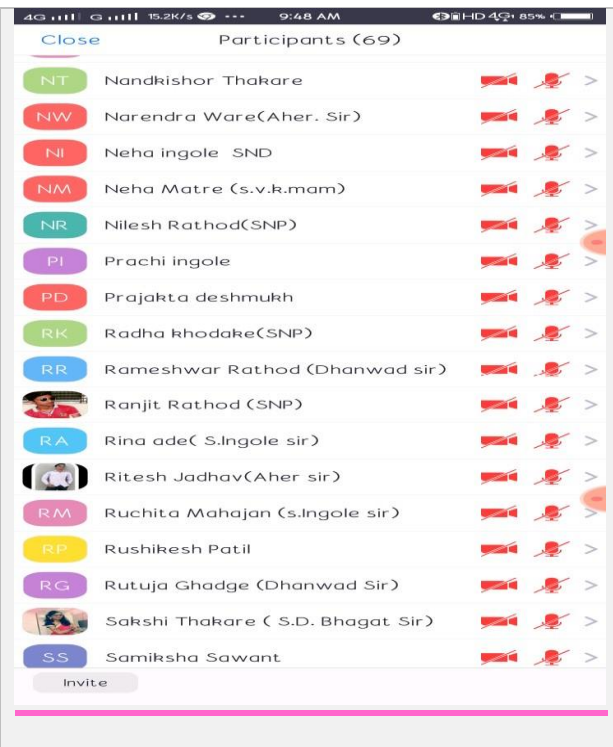 4G G 15.2K/s ... 9:48 AM HD 4G 85%
Close Participants (69)
NT Nandkishor Thakare >
NW Narendra Ware(Aher. Sir) >
NI Neha ingole SND >
NM Neha Matre (s.v.k.mam) >
NR Nilesh Rathod(SNP) >
PI Prachi ingole >
PD Prajakta deshmukh >
RK Radha khodake(SNP) >
RR Rameshwar Rathod (Dhanwad sir) >
Ranjit Rathod (SNP) >
RA Rina ade( S.Ingole sir) >
Ritesh Jadhav(Aher sir) >
RM Ruchita Mahajan (s.Ingole sir) >
RP Rushikesh Patil >
RG Rutuja Ghadge (Dhanwad Sir) >
Sakshi Thakare ( S.D. Bhagat Sir) >
SS Samiksha Sawant >
Invite